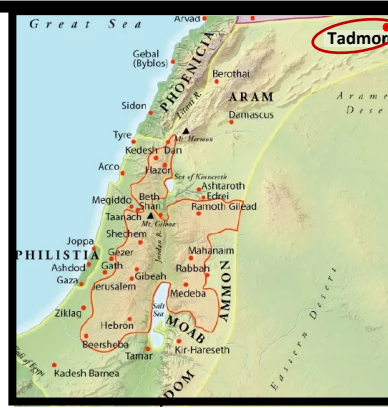 Great Sea
Arvad
Tadmor
Gebal
(Byblos)
PHOENICIA
Berothai
Litani R.
ARAM
Sidon
Damascus
Tyre
Mt. Hermon
Kedesh
Dan
Acco
Hazor
Sea of Kinnereth
Ashtaroth
Megiddo
Beth
Shan
Edrei
Taanach
Ramoth Gilead
Mt. Gilboa
Shechem
Jordan R.
Joppa
PHILISTIA
Gezer
Mahanaim
Ashdod
Gath
Rabbah
AMMON
Gaza
Gibeah
Jerusalem
Medeba
Ziklag
Salt
Sea
Hebron
MOAB
Eastern Desert
Beersheba
Tamar
Kir-Hareseth
Kadesh Barnea
DOM